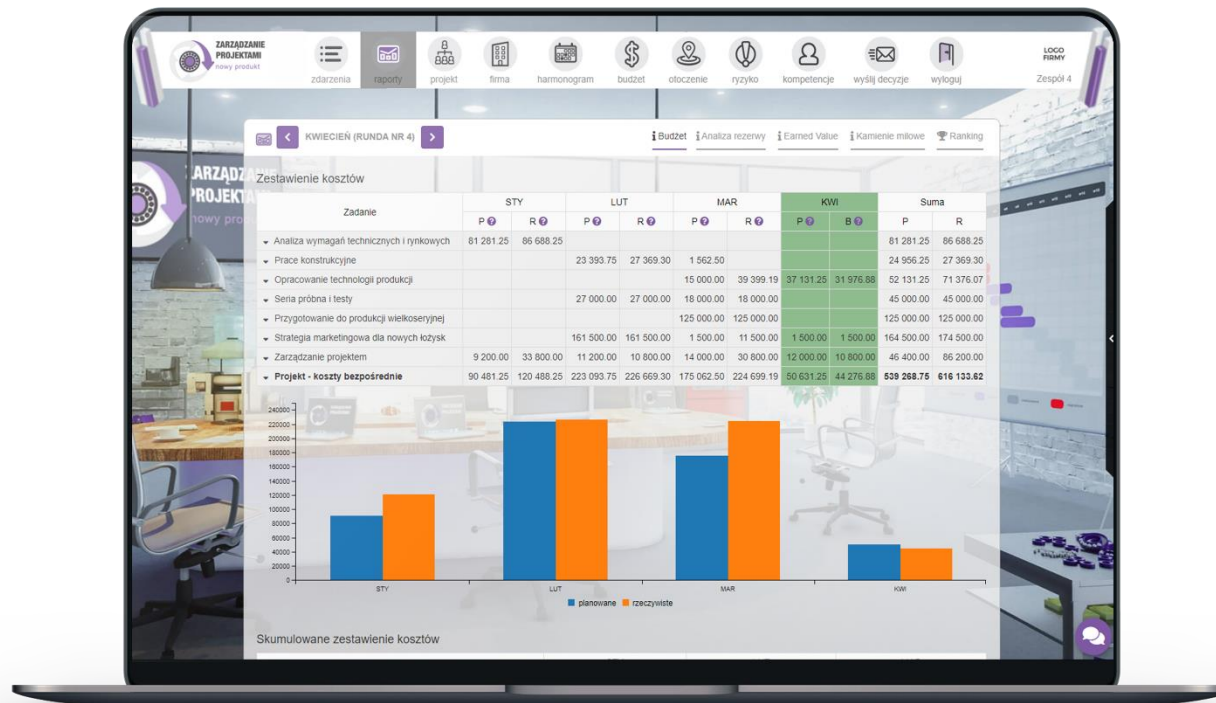 ZARZĄDZANIE
PROJEKTAMI
nowy produkt
zdarzenia
raporty
projekt
firma
harmonogram
budżet
otoczenie
ryzyko
kompetencje
wyślij decyzje
wyloguj
LOGO
FIRMY
Zespół 4
KWIECIEŃ (RUNDA NR 4)
Budżet
Analiza rezerwy
Earned Value
Kamienie milowe
Ranking
Zestawienie kosztów
Zadanie STY LUT MAR KWI Suma
P R P R P R P B P R
Analiza wymagań technicznych i rynkowych 81 281.25 86 688.25 81 281.25 86 688.25
Prace konstrukcyjne 23 393.75 27 369.30 1 562.50 24 956.25 27 369.30
Opracowanie technologii produkcji 15 000.00 39 399.19 37 131.25 31 976.88 52 131.25 71 376.07
Seria próbna i testy 27 000.00 27 000.00 18 000.00 18 000.00 45 000.00 45 000.00
Przygotowanie do produkcji wielkoseryjnej 125 000.00 125 000.00 125 000.00 125 000.00
Strategia marketingowa dla nowych łożysk 161 500.00 161 500.00 1 500.00 11 500.00 1 500.00 1 500.00 164 500.00 174 500.00
Zarządzanie projektem 9 200.00 33 800.00 11 200.00 10 800.00 14 000.00 30 800.00 12 000.00 10 800.00 46 400.00 86 200.00
Projekt - koszty bezpośrednie 90 481.25 120 488.25 223 093.75 226 669.30 175 062.50 224 699.19 50 631.25 44 276.88 539 268.75 616 133.62
240000
220000
200000
180000
160000
140000
120000
100000
80000
60000
40000
20000
0
STY LUT MAR KWI
planowane rzeczywiste
Skumulowane zestawienie kosztów